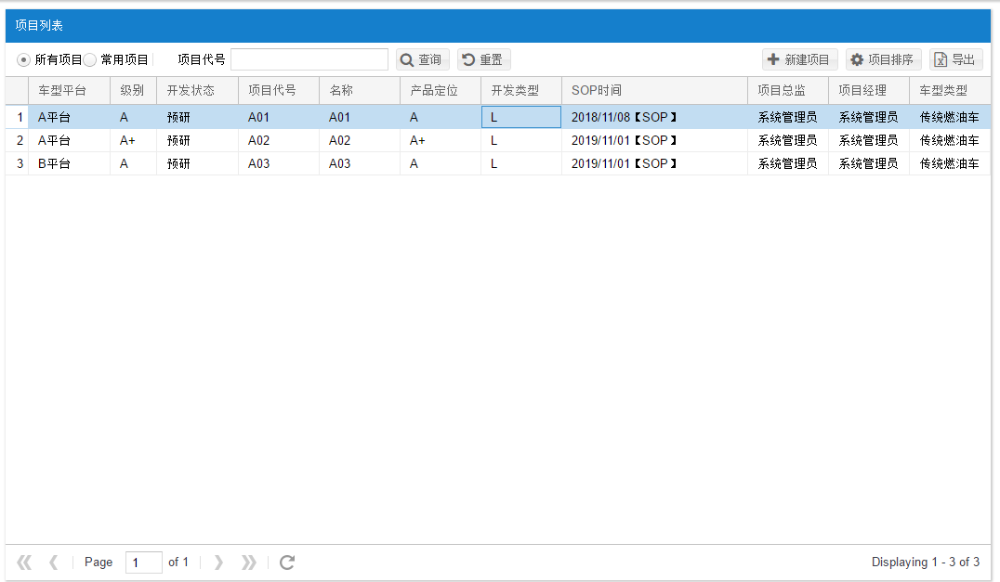 项目列表
所有项目 常用项目 项目代号 查询 重置 新建项目 项目排序 导出
车型平台 级别 开发状态 项目代号 名称 产品定位 开发类型 SOP时间 项目总监 项目经理 车型类型
1 A平台 A 预研 A01 A01 A L 2018/11/08【SOP】 系统管理员 系统管理员 传统燃油车
2 A平台 A+ 预研 A02 A02 A+ L 2019/11/01【SOP】 系统管理员 系统管理员 传统燃油车
3 B平台 A 预研 A03 A03 A L 2019/11/01【SOP】 系统管理员 系统管理员 传统燃油车
Page 1 of 1 Displaying 1 - 3 of 3